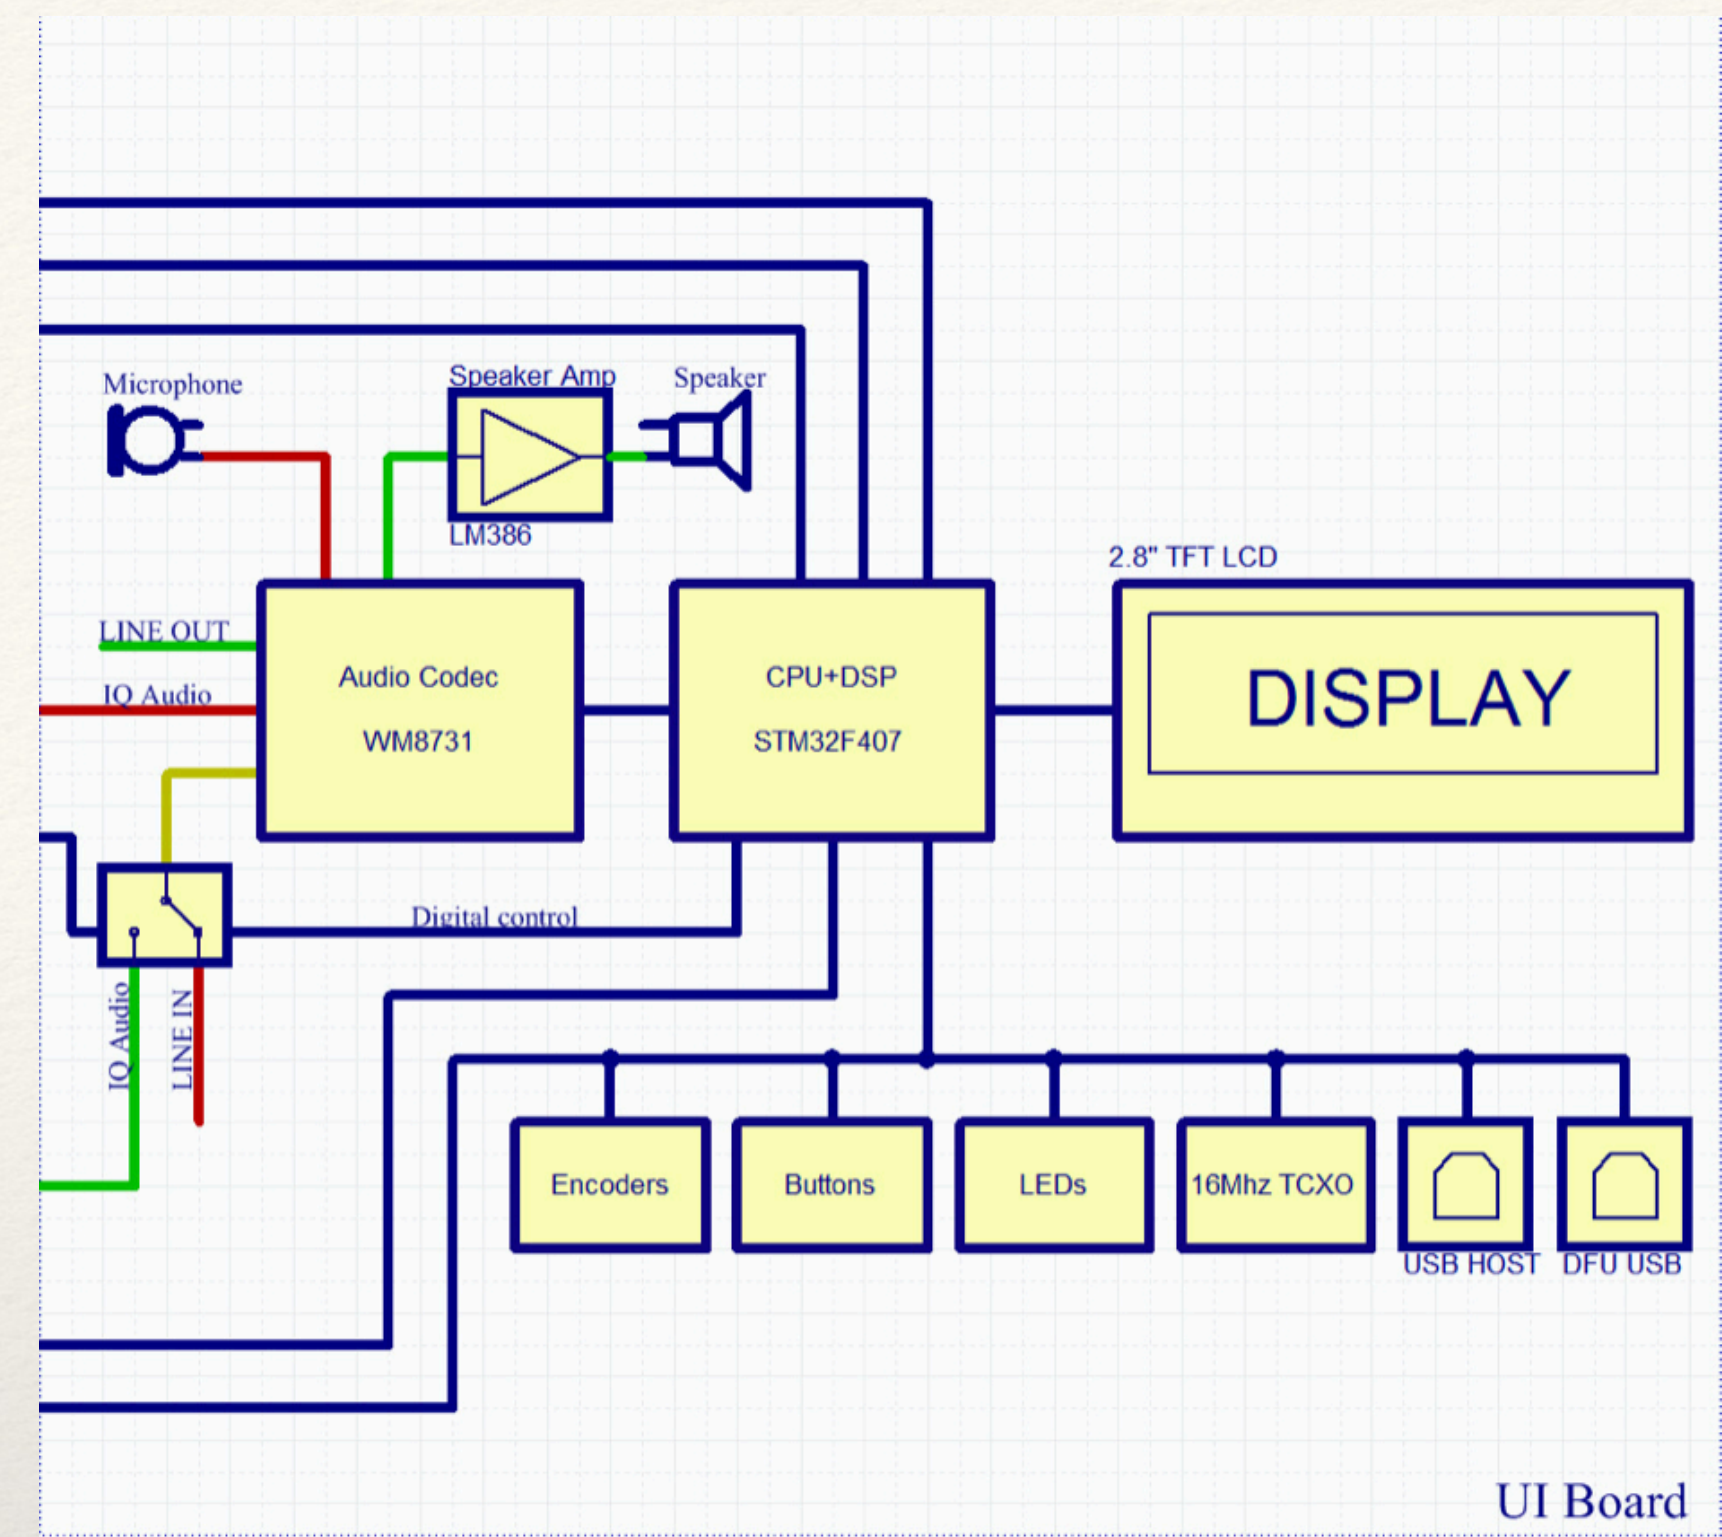 Microphone
Speaker Amp
Speaker
LM386
2.8" TFT LCD
LINE OUT
IQ Audio
Audio Codec
WM8731
CPU+DSP
STM32F407
DISPLAY
Digital control
IQ Audio
LINE IN
Encoders
Buttons
LEDs
16Mhz TCXO
USB HOST
DFU USB
UI Board